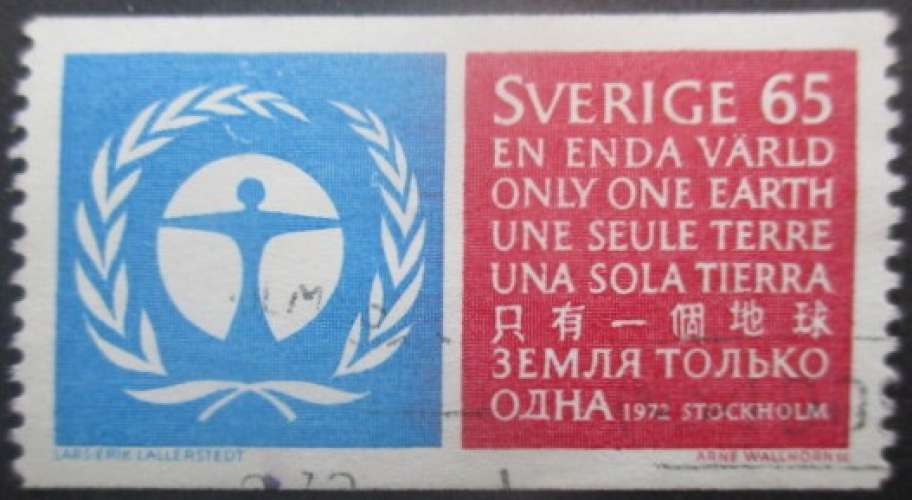 SVERIGE 65
EN ENDA VÄRLD
ONLY ONE EARTH
UNE SEULE TERRE
UNA SOLA TIERRA
只有一個地球
ЗЕМЛЯ ТОЛЬКО
ОДНА 1972 STOCKHOLM
LARS-ERIK LALLERSTEDT
ARNE WALLHORN